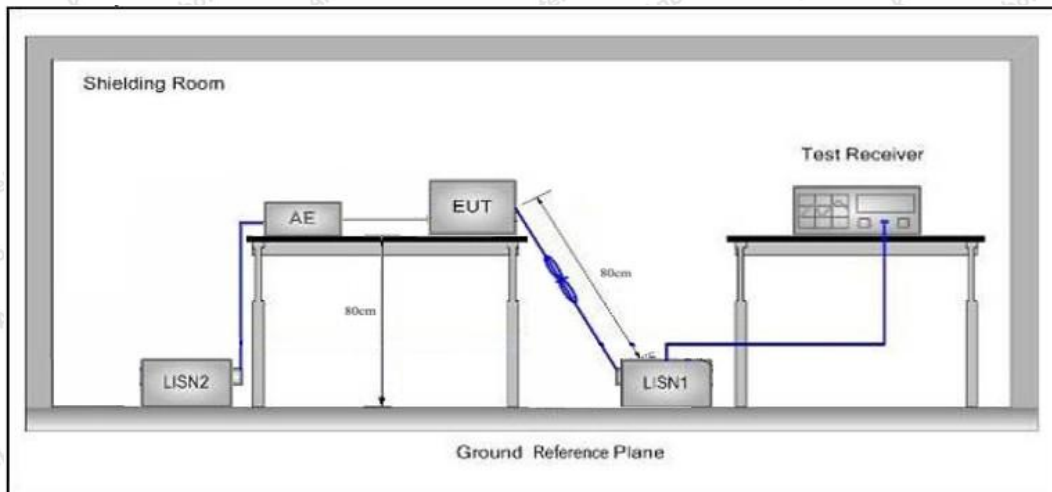 Shielding Room
Test Receiver
EUT
AE
80cm
80cm
LISN2
LISN1
Ground Reference Plane